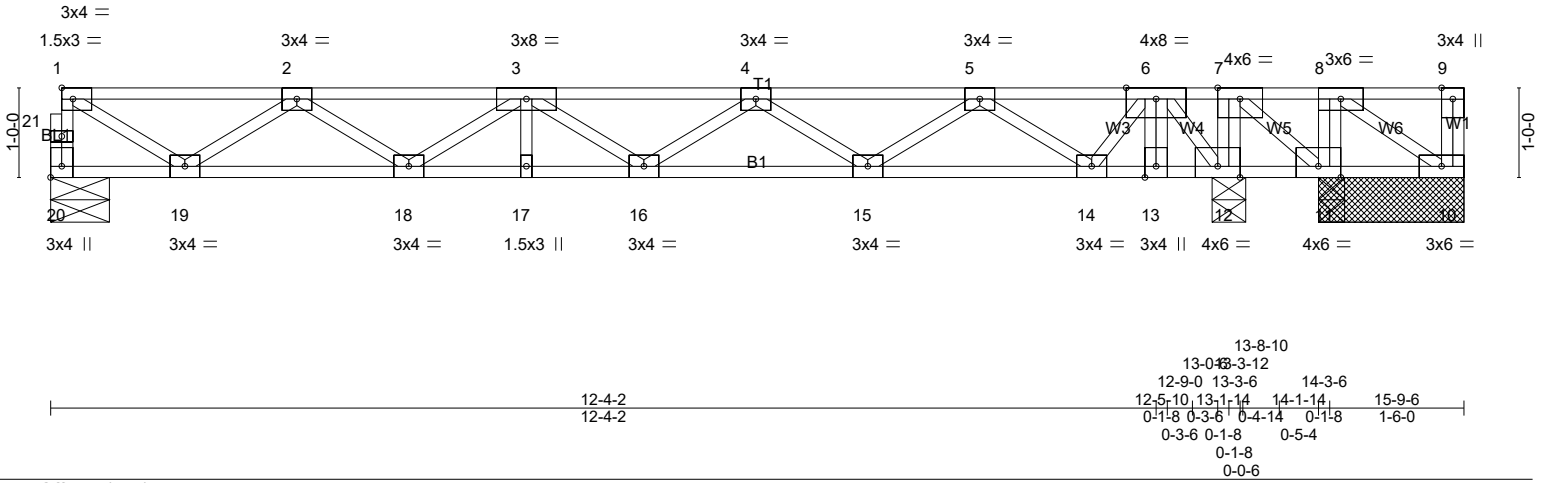 3x4 =
1.5x3 = 3x4 = 3x8 = 3x4 = 3x4 = 4x8 = 3x4 ||
4x6 = 3x6 =
1 2 3 4 5 6 7 8 9
T1
1-0-0 21 W3 W4 W5 W6 W1 1-0-0
B1
20 19 18 17 16 15 14 13 12 11 10
3x4 || 3x4 = 3x4 = 1.5x3 || 3x4 = 3x4 = 3x4 = 3x4 || 4x6 = 4x6 = 3x6 =
13-8-10
13-0-6 13-3-12
12-9-0 13-3-6 14-3-6
12-4-2 12-5-10 13-1-14 14-1-14 15-9-6
12-4-2 0-1-8 0-3-6 0-4-14 0-1-8 1-6-0
0-3-6 0-1-8 0-5-4
0-1-8
0-0-6